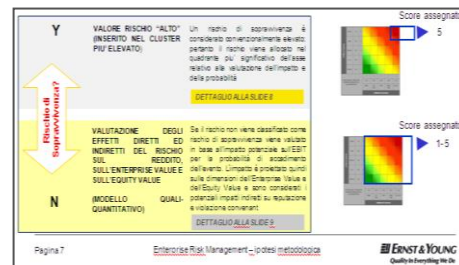 Score assegnato
Y
VALORE RISCHIO "ALTO"
(INSERITO NEL CLUSTER
PIU' ELEVATO)
Un rischio di sopravvivenza è
considerato convenzionalmente elevato;
pertanto il rischio viene allocato nel
quadrante piu' significativo dell'asse
relativo alla valutazione dell'impatto e
della probabilità
DETTAGLIO ALLA SLIDE 8
5
Rischio di
Sopravvivenza?
Score assegnato
VALUTAZIONE DEGLI
EFFETTI DIRETTI ED
INDIRETTI DEL RISCHIO
SUL REDDITO,
SULL'ENTERPRISE VALUE E
SULL'EQUITY VALUE
(MODELLO QUALI-
QUANTITATIVO)
N
Se il rischio non viene classificato come
rischio di sopravvivenza viene valutato
in base all'impatto potenziale sull'EBIT
per la probabilità di accadimento
dell'evento. L'impatto è proiettato quindi
sulle dimensioni dell'Enterprise Value e
dell'Equity Value e sono considerati i
potenziali impatti indiretti su reputazione
e violazione convenant
DETTAGLIO ALLA SLIDE 9
1-5
Pagina 7
Enterprise Risk Management – ipotesi metodologica
ERNST & YOUNG
Quality In Everything We Do